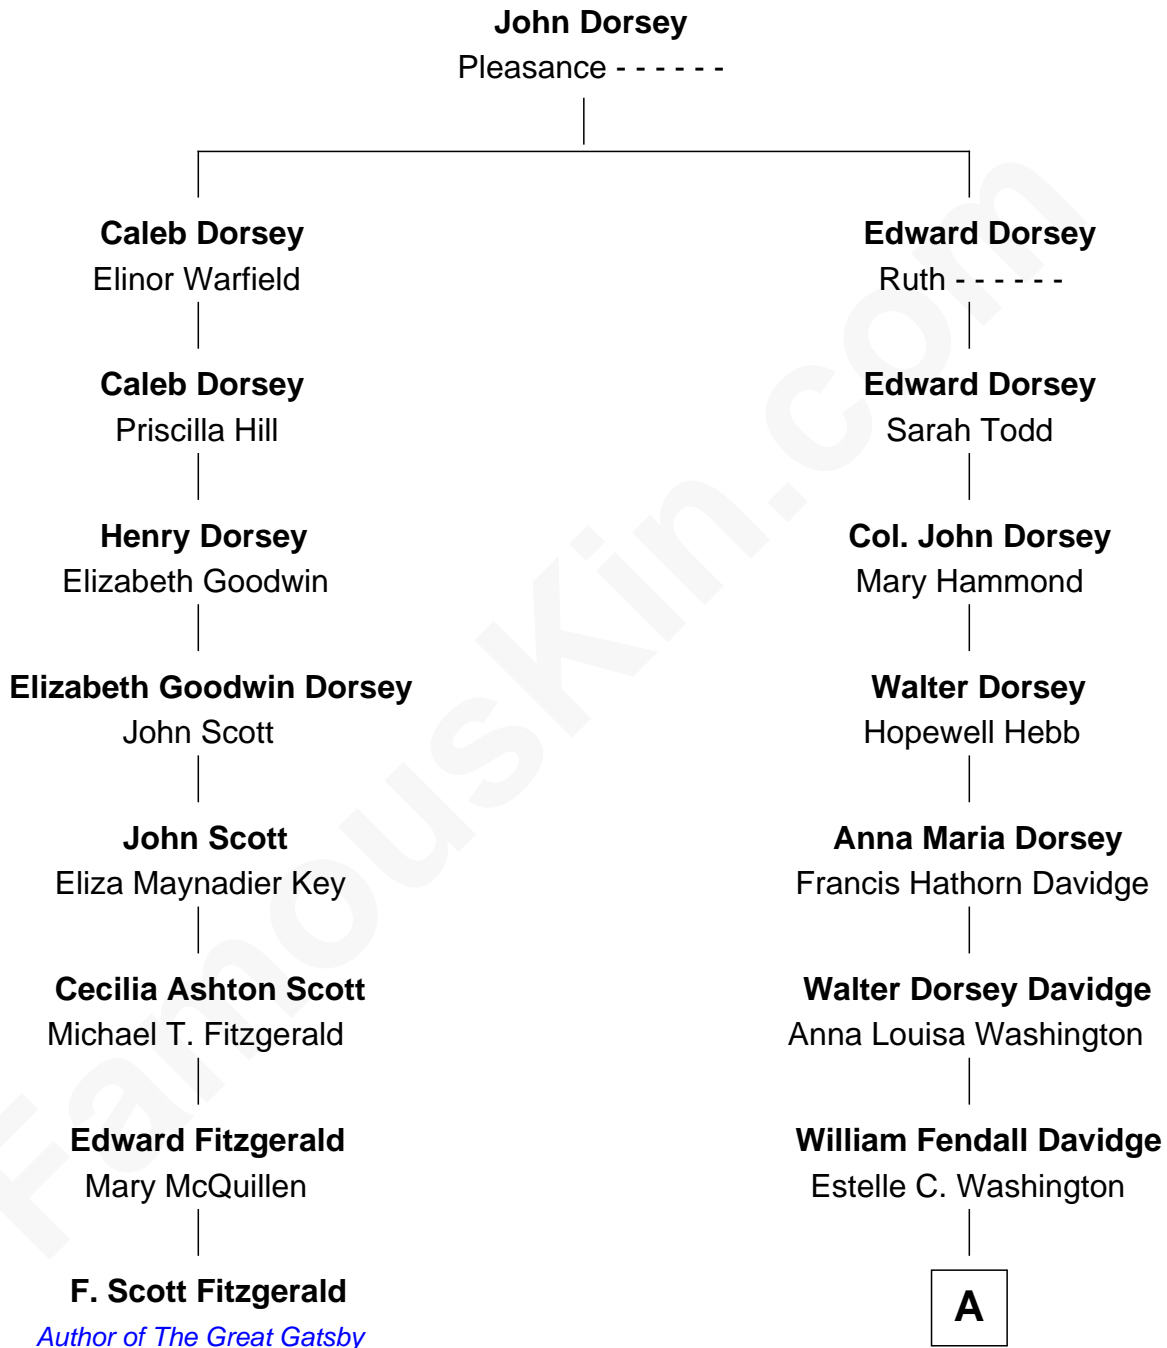 John Dorsey
Pleasance - - - - - -
Caleb Dorsey
Elinor Warfield
Edward Dorsey
Ruth - - - - - -
Caleb Dorsey
Priscilla Hill
Edward Dorsey
Sarah Todd
Henry Dorsey
Elizabeth Goodwin
Col. John Dorsey
Mary Hammond
Elizabeth Goodwin Dorsey
John Scott
Walter Dorsey
Hopewell Hebb
John Scott
Eliza Maynadier Key
Anna Maria Dorsey
Francis Hathorn Davidge
Cecilia Ashton Scott
Michael T. Fitzgerald
Walter Dorsey Davidge
Anna Louisa Washington
Edward Fitzgerald
Mary McQuillen
William Fendall Davidge
Estelle C. Washington
F. Scott Fitzgerald
Author of The Great Gatsby
A
FamousKin.com